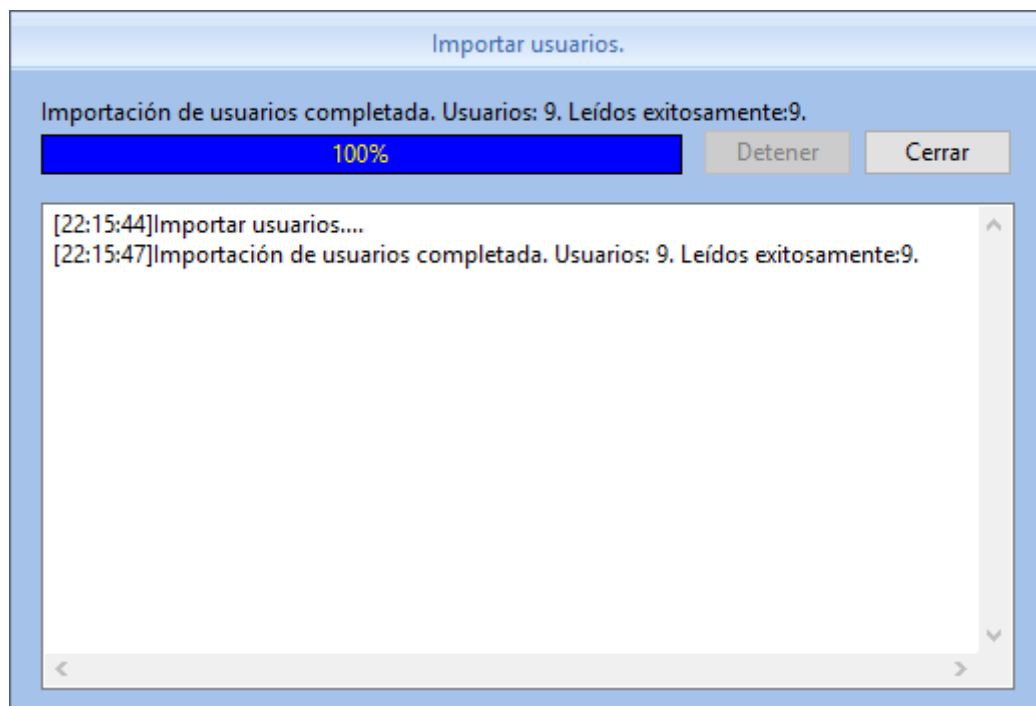 Importar usuarios.
Importación de usuarios completada. Usuarios: 9. Leídos exitosamente:9.
100%
Detener
Cerrar
[22:15:44]Importar usuarios....
[22:15:47]Importación de usuarios completada. Usuarios: 9. Leídos exitosamente:9.